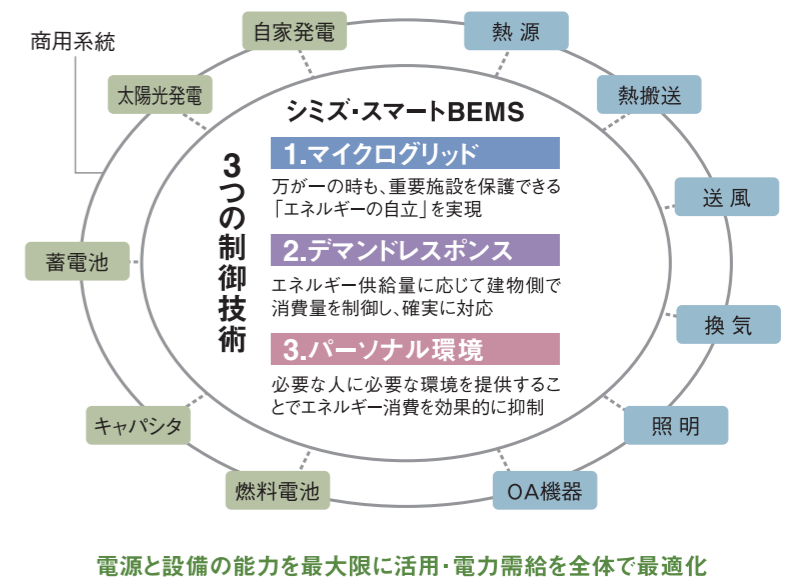 商用系統
自家発電
熱 源
太陽光発電
熱搬送
シミズ・スマートBEMS
3つの制御技術
1.マイクログリッド
万が一の時も、重要施設を保護できる
「エネルギーの自立」を実現
送 風
2.デマンドレスポンス
蓄電池
エネルギー供給量に応じて建物側で
消費量を制御し、確実に対応
換 気
3.パーソナル環境
必要な人に必要な環境を提供するこ
とでエネルギー消費を効果的に抑制
キャパシタ
照 明
燃料電池
OA機器
電源と設備の能力を最大限に活用・電力需給を全体で最適化